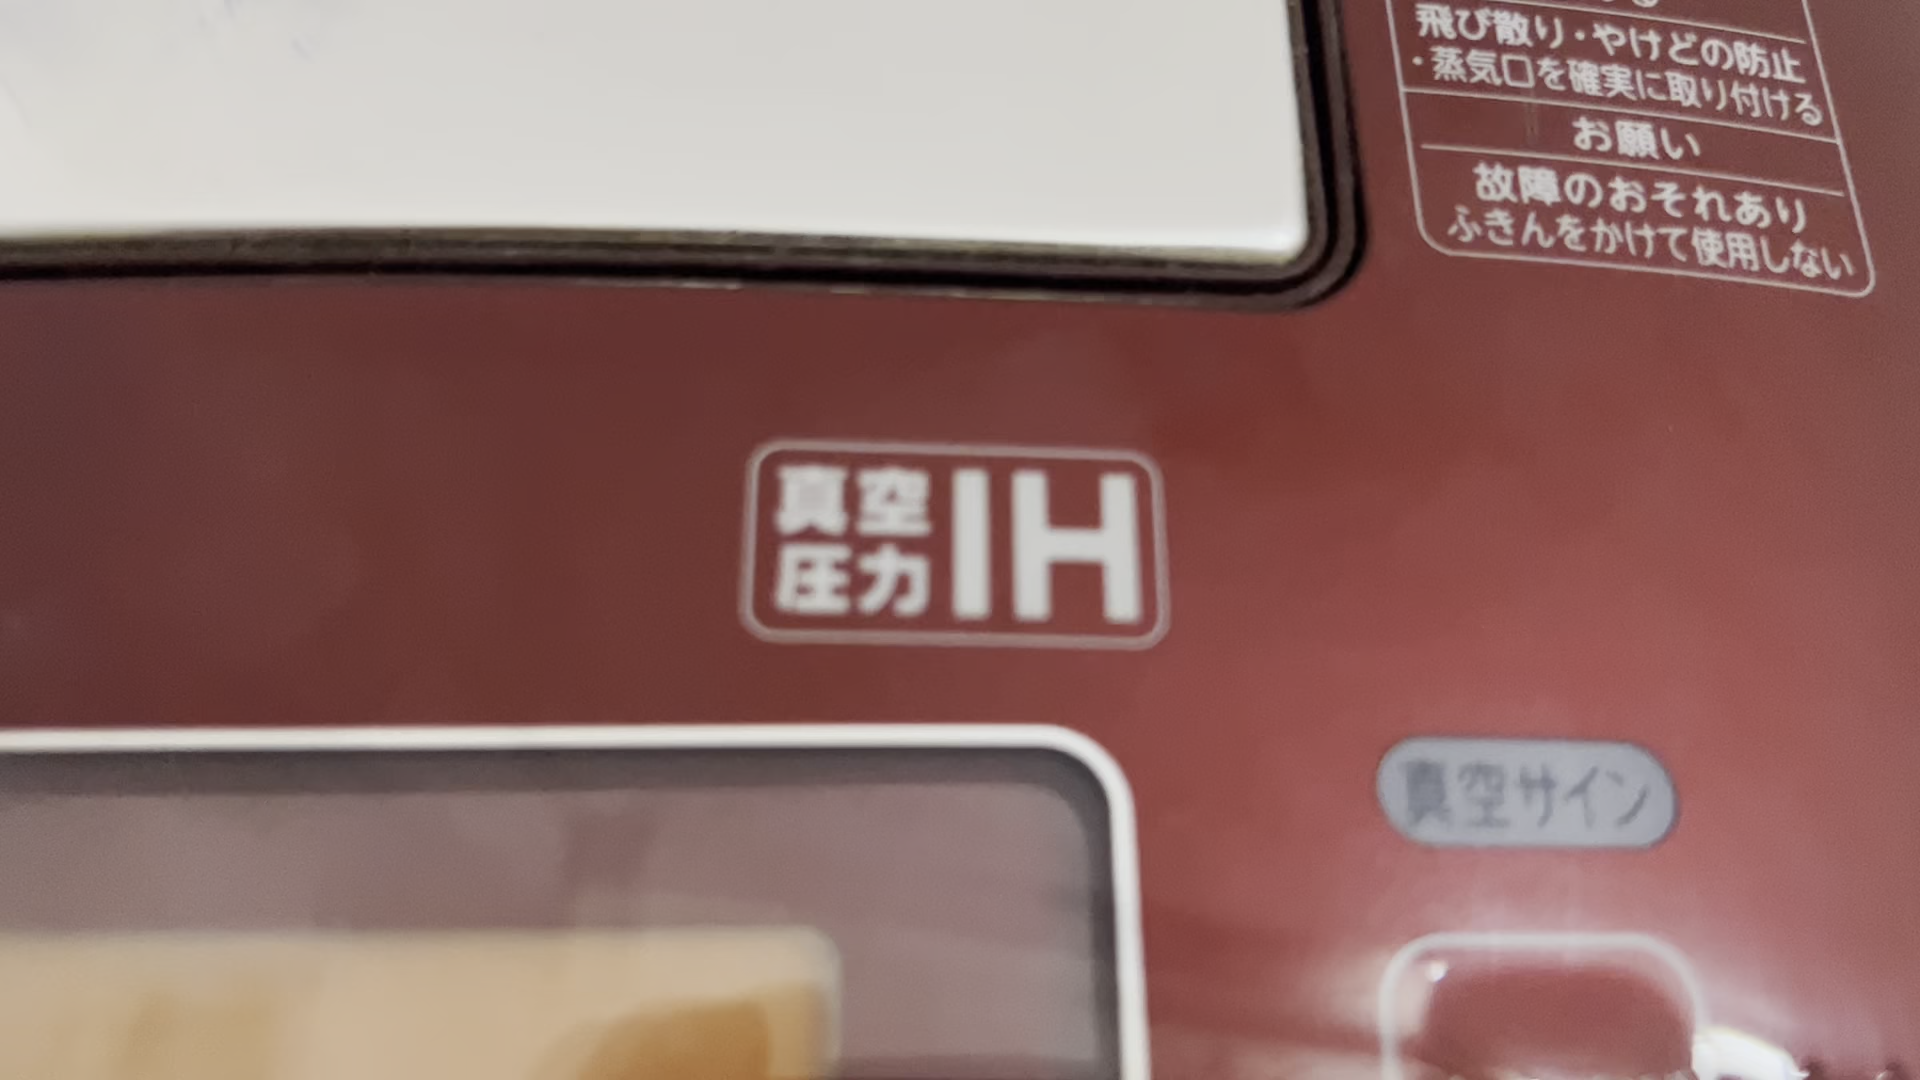 飛び散り・やけどの防止
・蒸気口を確実に取り付ける
お願い
故障のおそれあり
ふきんをかけて使用しない
真空
圧力 IH
真空サイン